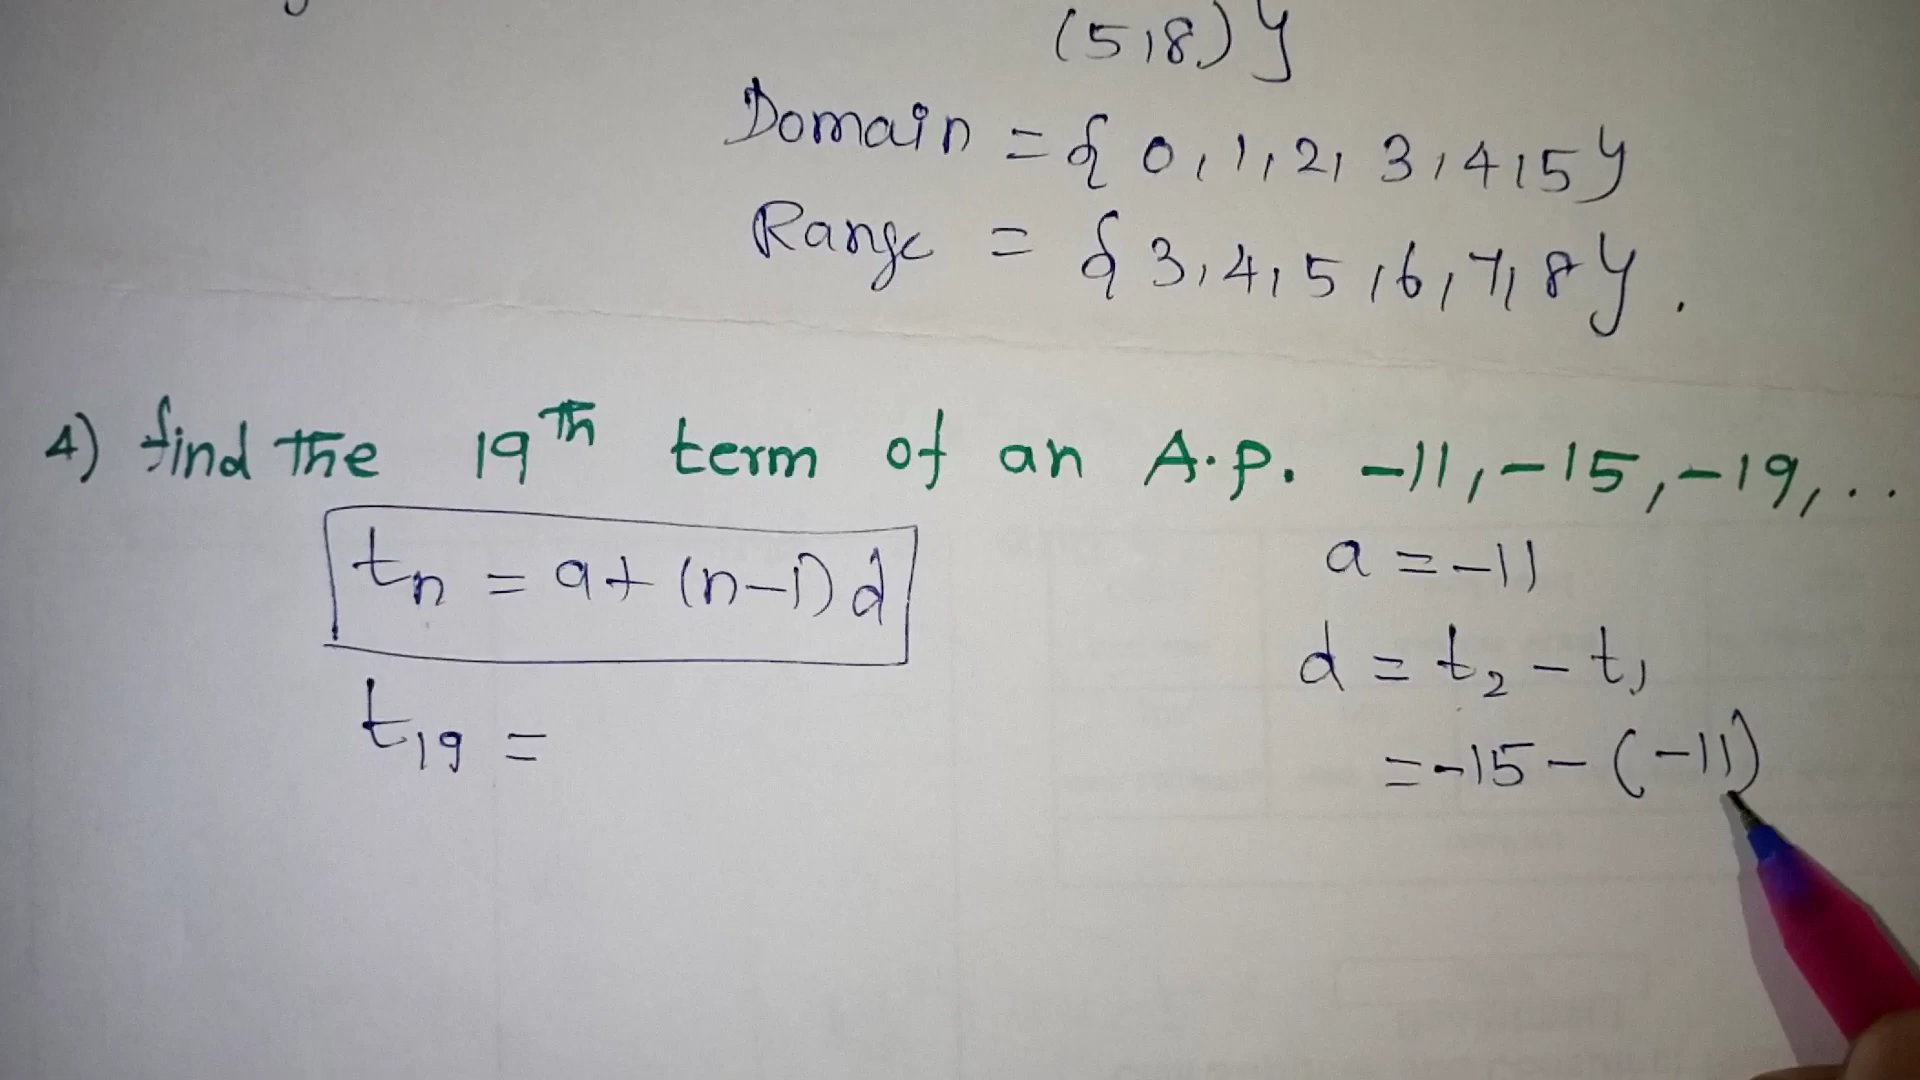 (5,8)}
Domain = { 0, 1, 2, 3, 4, 5}
Range = { 3, 4, 5, 6, 7, 8}.
4) find the 19th term of an A.P. -11, -15, -19, ..
tn = a+ (n-1) d
a = -11
d = t2 - t1
t19 =
= -15 - (-11)